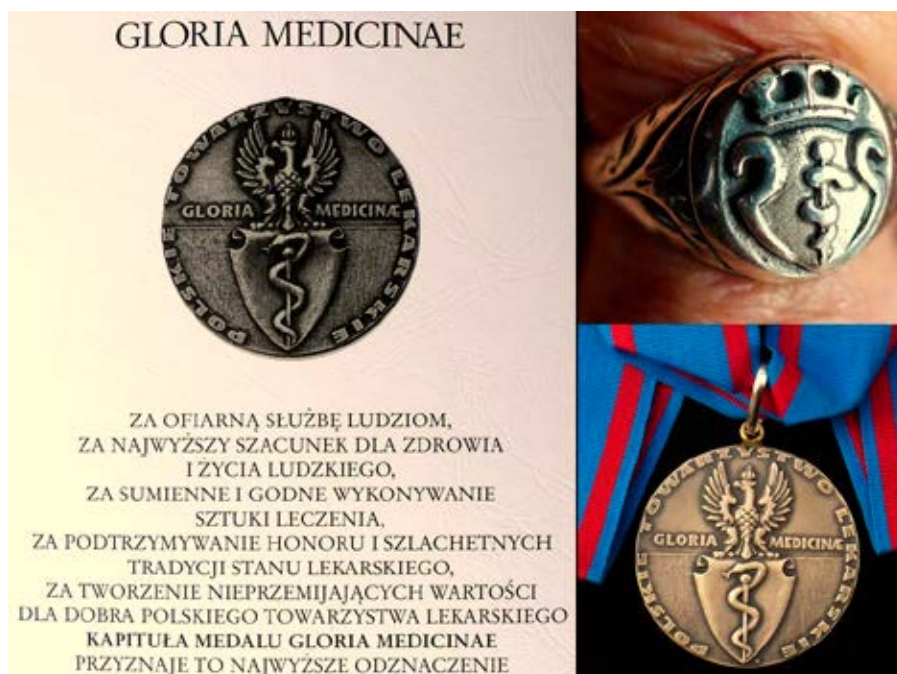 GLORIA MEDICINAE
POLSKIE TOWARZYSTWO LEKARSKIE
GLORIA MEDICINÆ
ZA OFIARNĄ SŁUŻBĘ LUDZIOM,
ZA NAJWYŻSZY SZACUNEK DLA ZDROWIA
I ŻYCIA LUDZKIEGO,
ZA SUMIENNE I GODNE WYKONYWANIE
SZTUKI LECZENIA,
ZA PODTRZYMYWANIE HONORU I SZLACHETNYCH
TRADYCJI STANU LEKARSKIEGO,
ZA TWORZENIE NIEPRZEMIJAJĄCYCH WARTOŚCI
DLA DOBRA POLSKIEGO TOWARZYSTWA LEKARSKIEGO
KAPITUŁA MEDALU GLORIA MEDICINAE
PRZYZNAJE TO NAJWYŻSZE ODZNACZENIE
POLSKIE TOWARZYSTWO LEKARSKIE
GLORIA MEDICINÆ